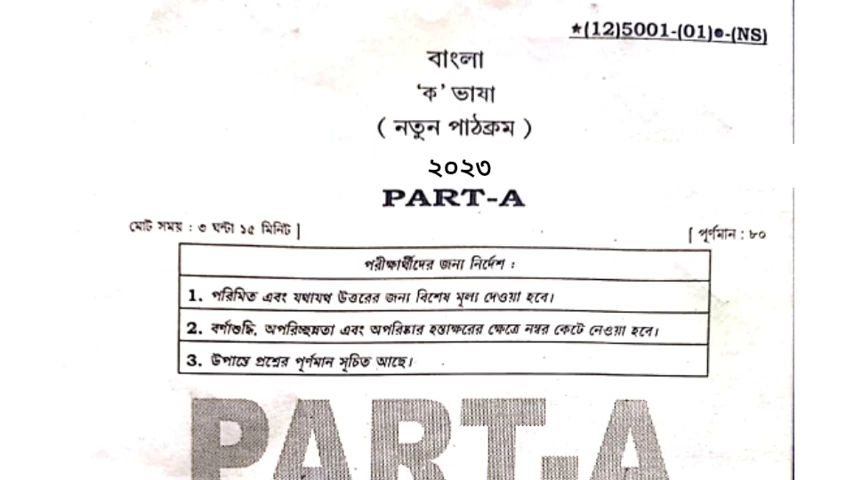 ★(12)5001-(01)๑-(NS)
বাংলা
'ক' ভাষা
( নতুন পাঠক্রম )
২০২৩
PART-A
মোট সময় : ৩ ঘন্টা ১৫ মিনিট ]
[ পূর্ণমান : ৮০
পরীক্ষার্থীদের জন্য নির্দেশ :
1. পরিমিত এবং যথাযথ উত্তরের জন্য বিশেষ মূল্য দেওয়া হবে।
2. বর্ণাশুদ্ধি, অপরিচ্ছন্নতা এবং অপরিষ্কার হস্তাক্ষরের ক্ষেত্রে নম্বর কেটে নেওয়া হবে।
3. উপান্তে প্রশ্নের পূর্ণমান সূচিত আছে।
PART-A